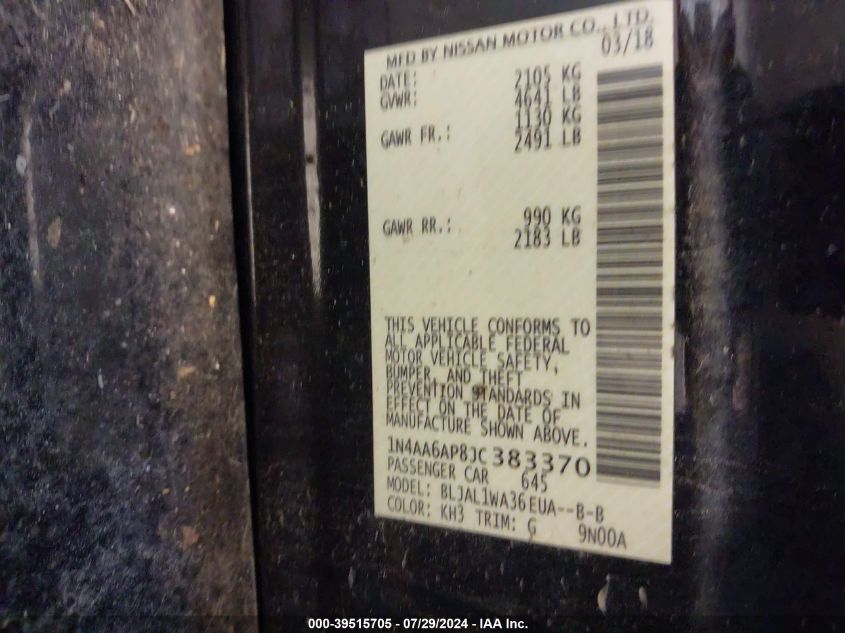 MFD BY NISSAN MOTOR CO., LTD.
DATE: 03/18
GVWR: 2105 KG
4641 LB
GAWR FR.: 1130 KG
2491 LB
GAWR RR.: 990 KG
2183 LB
THIS VEHICLE CONFORMS TO
ALL APPLICABLE FEDERAL
MOTOR VEHICLE SAFETY,
BUMPER, AND THEFT
PREVENTION STANDARDS IN
EFFECT ON THE DATE OF
MANUFACTURE SHOWN ABOVE.
1N4AA6AP8JC383370
PASSENGER CAR 645
MODEL: BLJAL1WA36EUA--B-B
COLOR: KH3 TRIM: G 9N00A
000-39515705 - 07/29/2024 - IAA Inc.